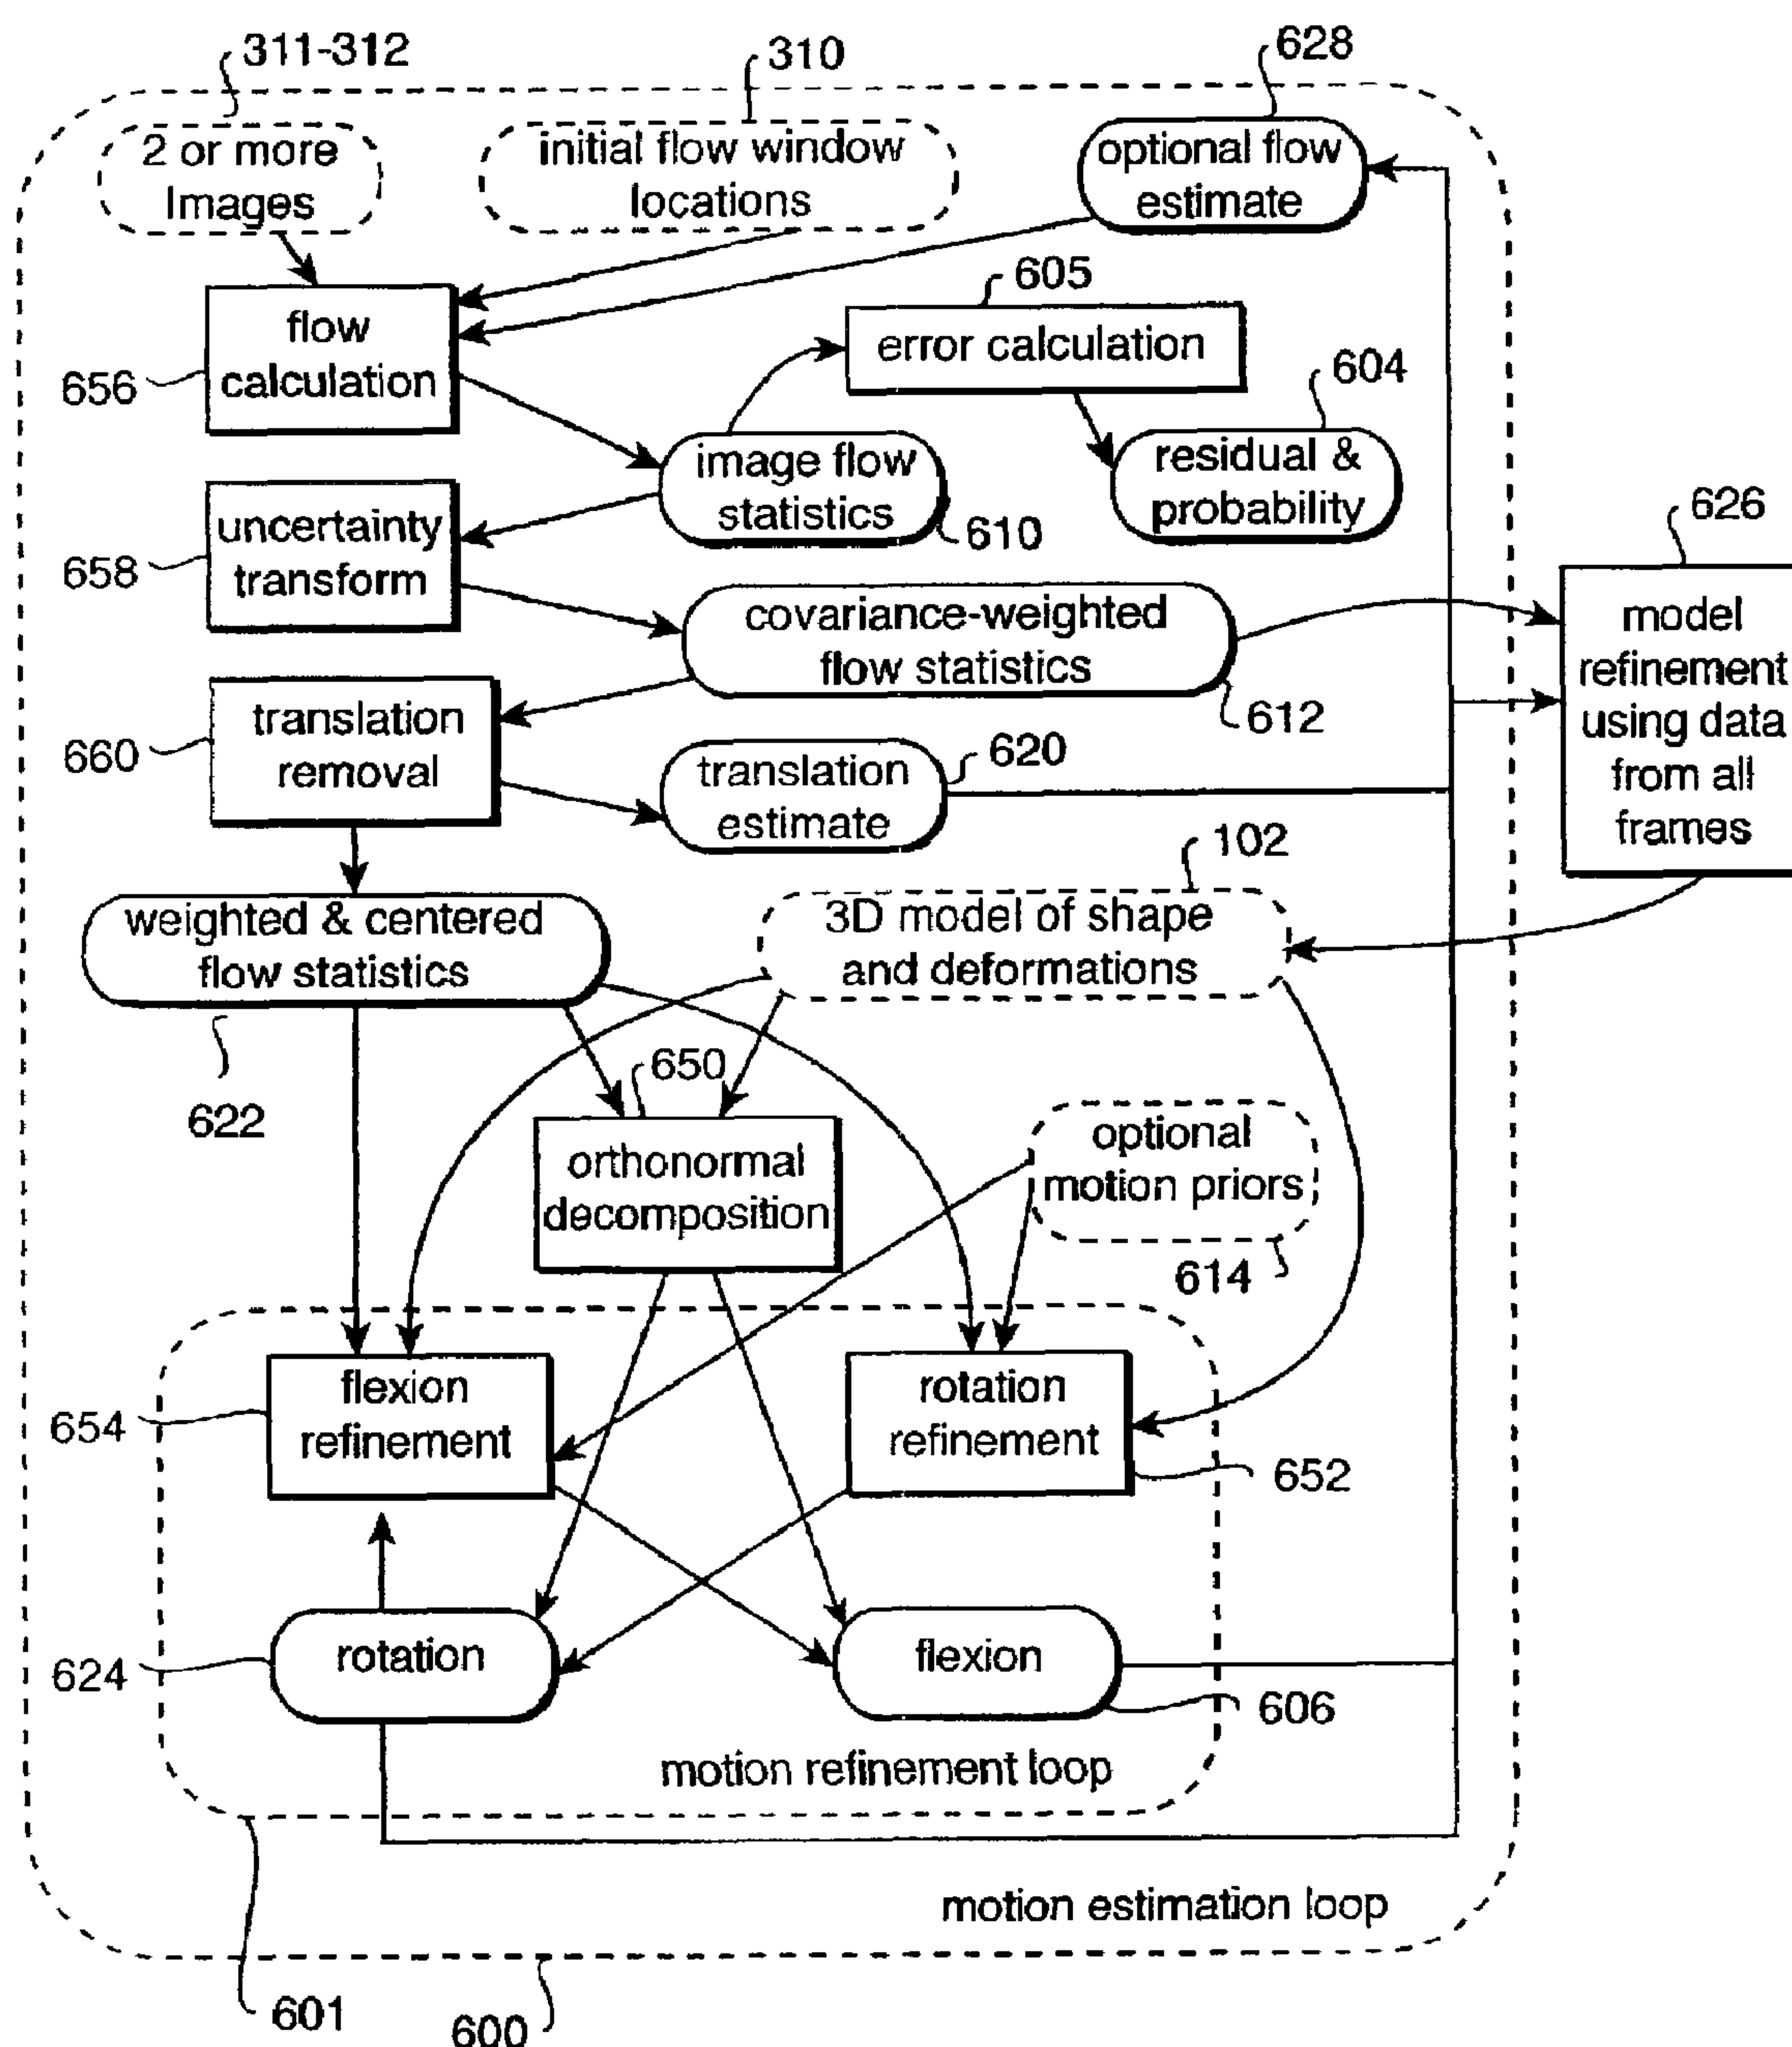 311-312
310
628
2 or more
Images
initial flow window
locations
optional flow
estimate
605
flow
calculation
656
error calculation
604
image flow
statistics
610
residual &
probability
626
uncertainty
transform
658
covariance-weighted
flow statistics
612
model
refinement
using data
from all
frames
translation
removal
660
translation
estimate
620
102
weighted & centered
flow statistics
622
3D model of shape
and deformations
650
orthonormal
decomposition
optional
motion priors
614
flexion
refinement
654
rotation
refinement
652
rotation
624
flexion
606
motion refinement loop
motion estimation loop
601
600